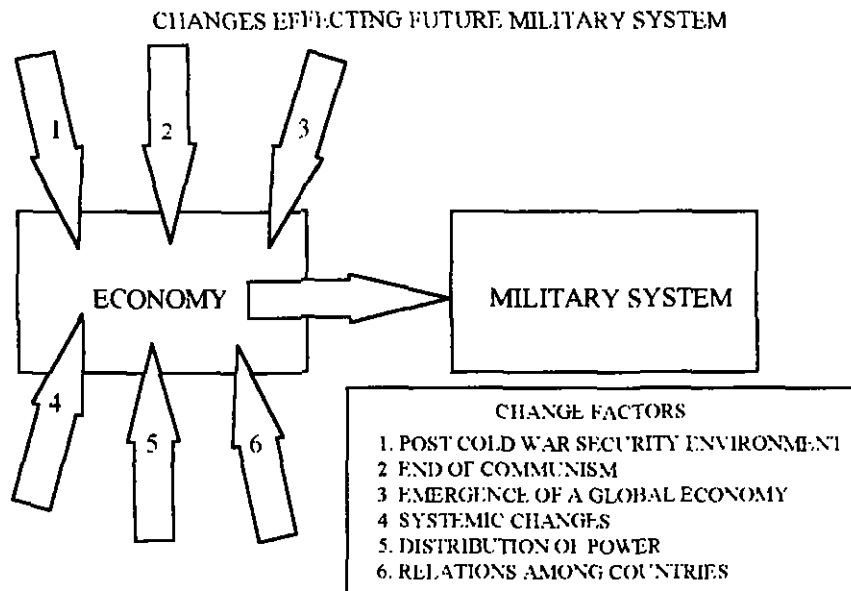 CHANGES EFFECTING FUTURE MILITARY SYSTEM
1
2
3
ECONOMY
MILITARY SYSTEM
4
5
6
CHANGE FACTORS
1. POST COLD WAR SECURITY ENVIRONMENT
2 END OF COMMUNISM
3 EMERGENCE OF A GLOBAL ECONOMY
4 SYSTEMIC CHANGES
5. DISTRIBUTION OF POWER
6. RELATIONS AMONG COUNTRIES